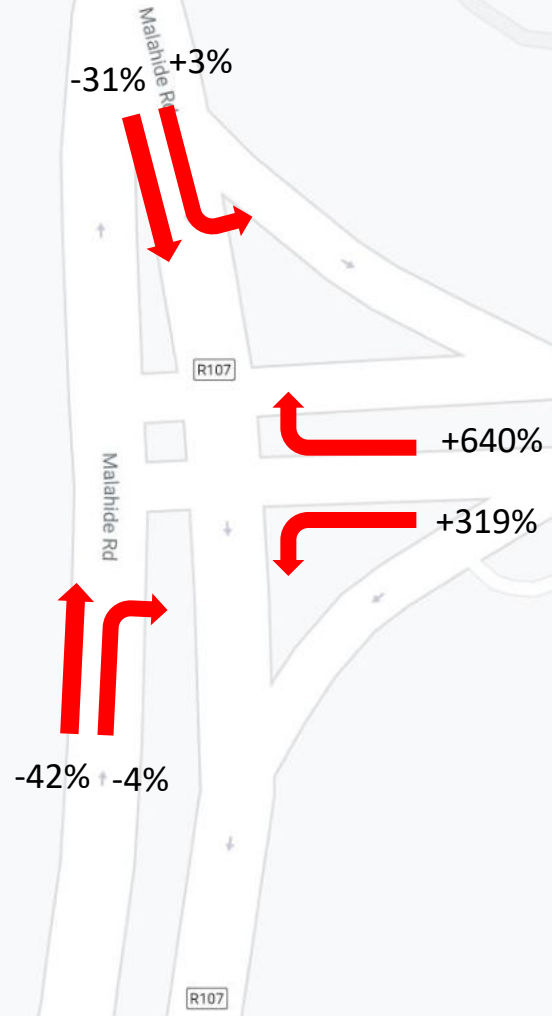 Malahide Rd
-31%
+3%
R107
+640%
Malahide Rd
+319%
-42%
-4%
R107